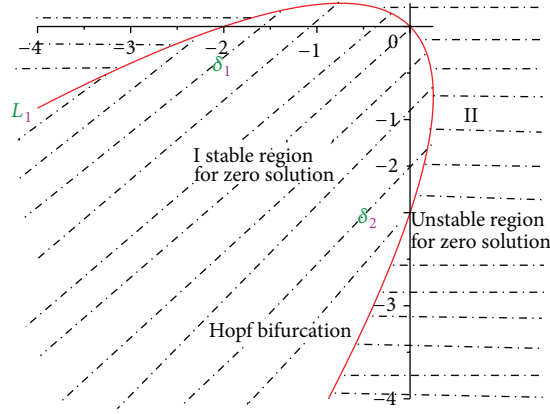 -4 -3 -2 -1 0
δ1
L1
-1
II
I stable region
for zero solution
-2
δ2
Unstable region
for zero solution
-3
Hopf bifurcation
-4